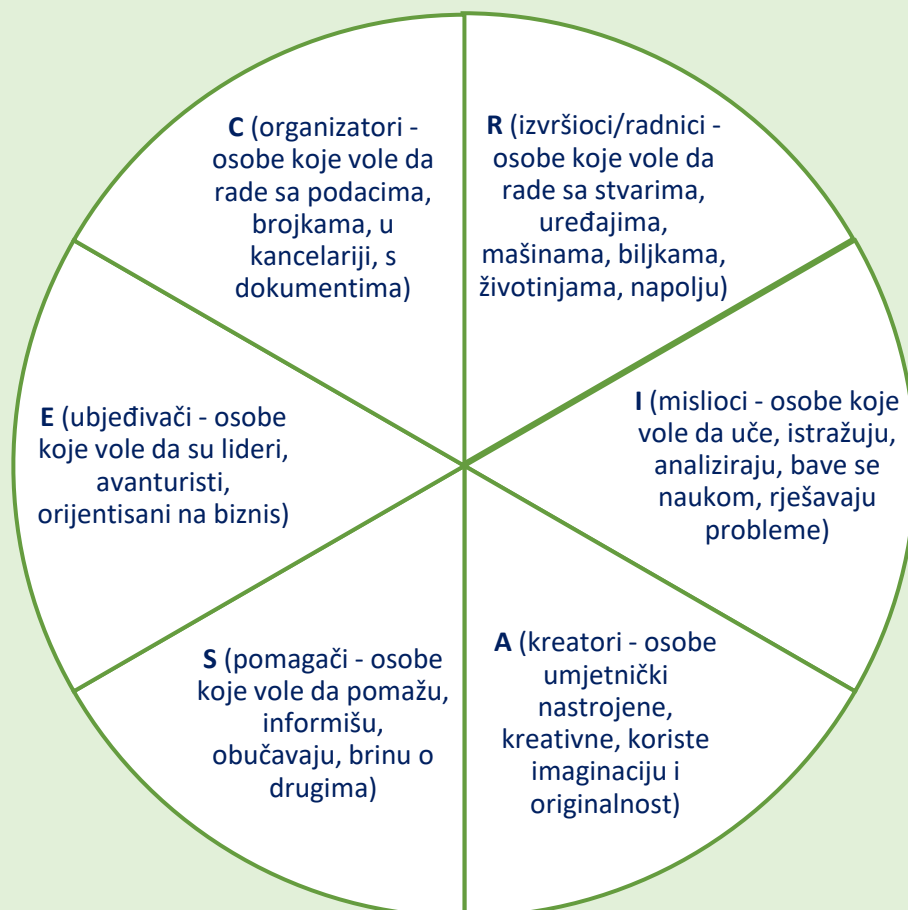 C (organizatori -
osobe koje vole da
rade sa podacima,
brojkama, u
kancelariji, s
dokumentima)
R (izvršioci/radnici -
osobe koje vole da
rade sa stvarima,
uređajima,
mašinama, biljkama,
životinjama, napolju)
I (mislioci - osobe koje
vole da uče, istražuju,
analiziraju, bave se
naukom, rješavaju
probleme)
A (kreatori - osobe
umjetnički
nastrojene,
kreativne, koriste
imaginaciju i
originalnost)
S (pomagači - osobe
koje vole da pomažu,
informišu,
obučavaju, brinu o
drugima)
E (ubjeđivači - osobe
koje vole da su lideri,
avanturisti,
orijentisani na biznis)